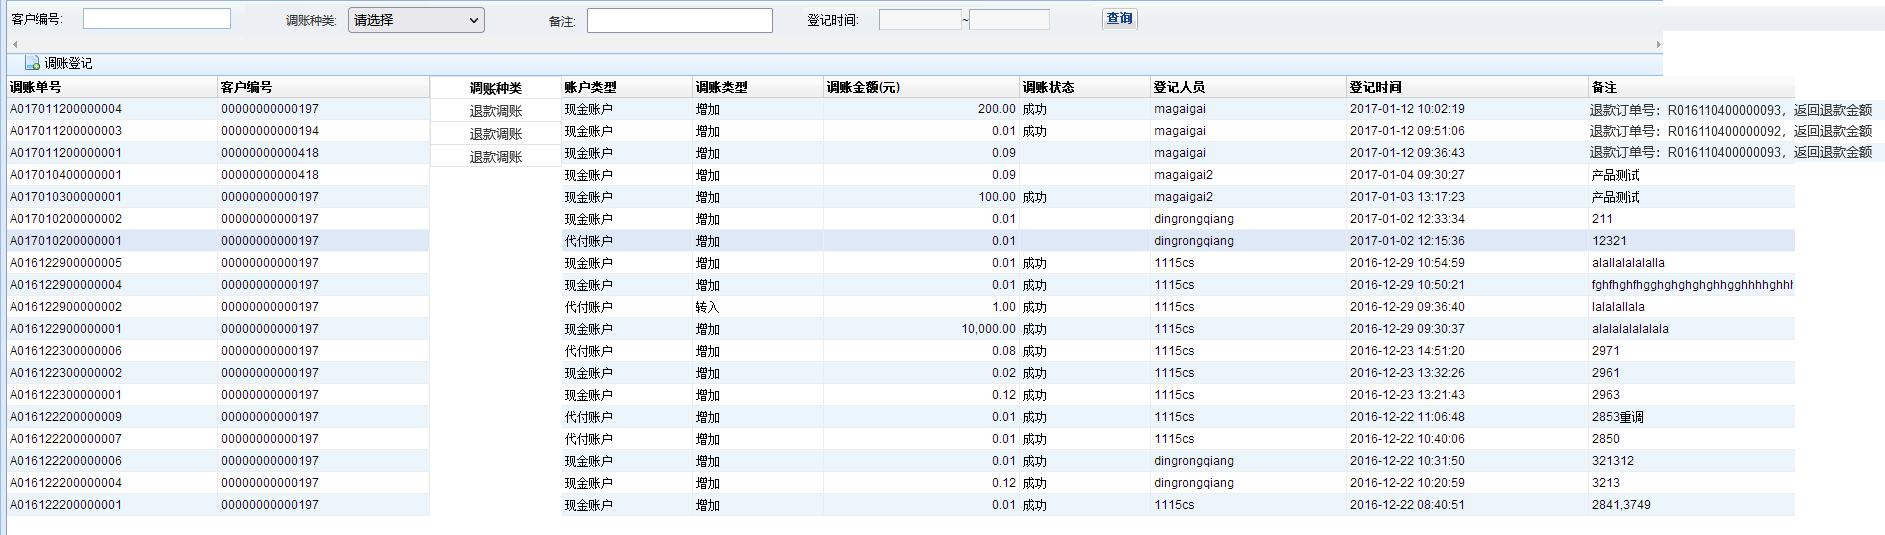 客户编号: 调账种类: 请选择 备注: 登记时间: ~ 查询
调账登记
调账单号 客户编号 调账种类 账户类型 调账类型 调账金额(元) 调账状态 登记人员 登记时间 备注
A017011200000004 00000000000197 退款调账 现金账户 增加 200.00 成功 magaigai 2017-01-12 10:02:19 退款订单号：R016110400000093，返回退款金额
A017011200000003 00000000000194 退款调账 现金账户 增加 0.01 成功 magaigai 2017-01-12 09:51:06 退款订单号：R016110400000092，返回退款金额
A017011200000001 00000000000418 退款调账 现金账户 增加 0.09 magaigai 2017-01-12 09:36:43 退款订单号：R016110400000093，返回退款金额
A017010400000001 00000000000418 现金账户 增加 0.09 magaigai2 2017-01-04 09:30:27 产品测试
A017010300000001 00000000000197 现金账户 增加 100.00 成功 magaigai2 2017-01-03 13:17:23 产品测试
A017010200000002 00000000000197 现金账户 增加 0.01 dingrongqiang 2017-01-02 12:33:34 211
A017010200000001 00000000000197 代付账户 增加 0.01 dingrongqiang 2017-01-02 12:15:36 12321
A016122900000005 00000000000197 现金账户 增加 0.01 成功 1115cs 2016-12-29 10:54:59 alallalalalalla
A016122900000004 00000000000197 现金账户 增加 0.01 成功 1115cs 2016-12-29 10:50:21 fghfhghfhgghghghghghhgghhhhghhh
A016122900000002 00000000000197 代付账户 转入 1.00 成功 1115cs 2016-12-29 09:36:40 lalalallala
A016122900000001 00000000000197 现金账户 增加 10,000.00 成功 1115cs 2016-12-29 09:30:37 alalalalalalala
A016122300000006 00000000000197 代付账户 增加 0.08 成功 1115cs 2016-12-23 14:51:20 2971
A016122300000002 00000000000197 现金账户 增加 0.02 成功 1115cs 2016-12-23 13:32:26 2961
A016122300000001 00000000000197 现金账户 增加 0.12 成功 1115cs 2016-12-23 13:21:43 2963
A016122200000009 00000000000197 代付账户 增加 0.01 成功 1115cs 2016-12-22 11:06:48 2853重调
A016122200000007 00000000000197 代付账户 增加 0.01 成功 1115cs 2016-12-22 10:40:06 2850
A016122200000006 00000000000197 现金账户 增加 0.01 成功 dingrongqiang 2016-12-22 10:31:50 321312
A016122200000004 00000000000197 现金账户 增加 0.12 成功 dingrongqiang 2016-12-22 10:20:59 3213
A016122200000001 00000000000197 现金账户 增加 0.01 成功 1115cs 2016-12-22 08:40:51 2841,3749